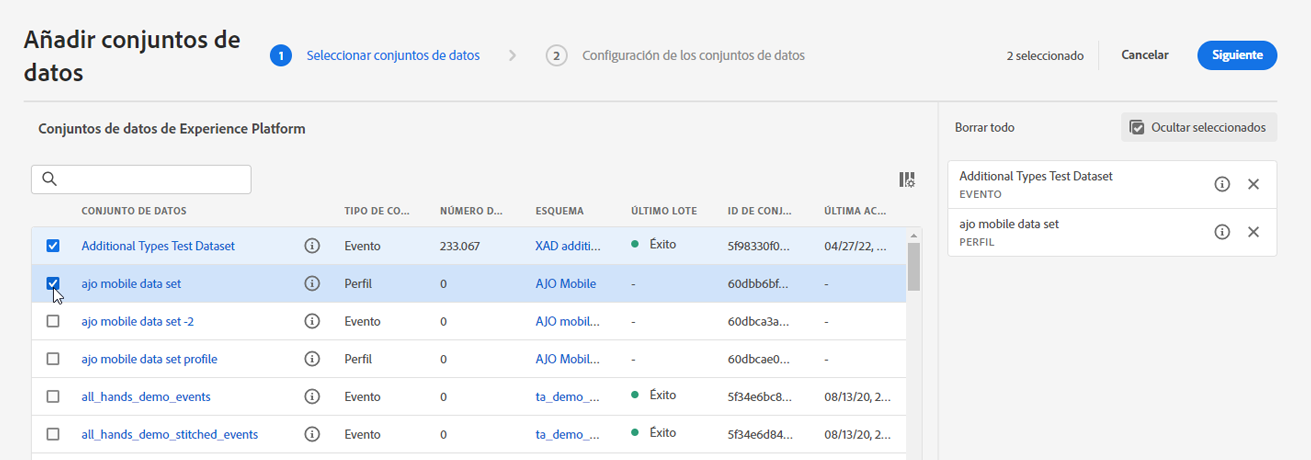 Añadir conjuntos de
datos
1 Seleccionar conjuntos de datos 2 Configuración de los conjuntos de datos 2 seleccionado Cancelar Siguiente
Conjuntos de datos de Experience Platform
Borrar todo Ocultar seleccionados
CONJUNTO DE DATOS TIPO DE CO... NÚMERO D... ESQUEMA ÚLTIMO LOTE ID DE CONJ... ÚLTIMA AC...
Additional Types Test Dataset Evento 233.067 XAD additi... Éxito 5f98330f0... 04/27/22, ...
ajo mobile data set Perfil 0 AJO Mobile - 60dbb6bf... -
ajo mobile data set -2 Evento 0 AJO mobil... - 60dbca3a... -
ajo mobile data set profile Perfil 0 AJO Mobil... - 60dbcae0... -
all_hands_demo_events Evento 0 ta_demo_... Éxito 5f34e6bc8... 08/13/20, 2...
all_hands_demo_stitched_events Evento 0 ta_demo_... Éxito 5f34e6d84... 08/13/20, 2...
Additional Types Test Dataset
EVENTO
ajo mobile data set
PERFIL